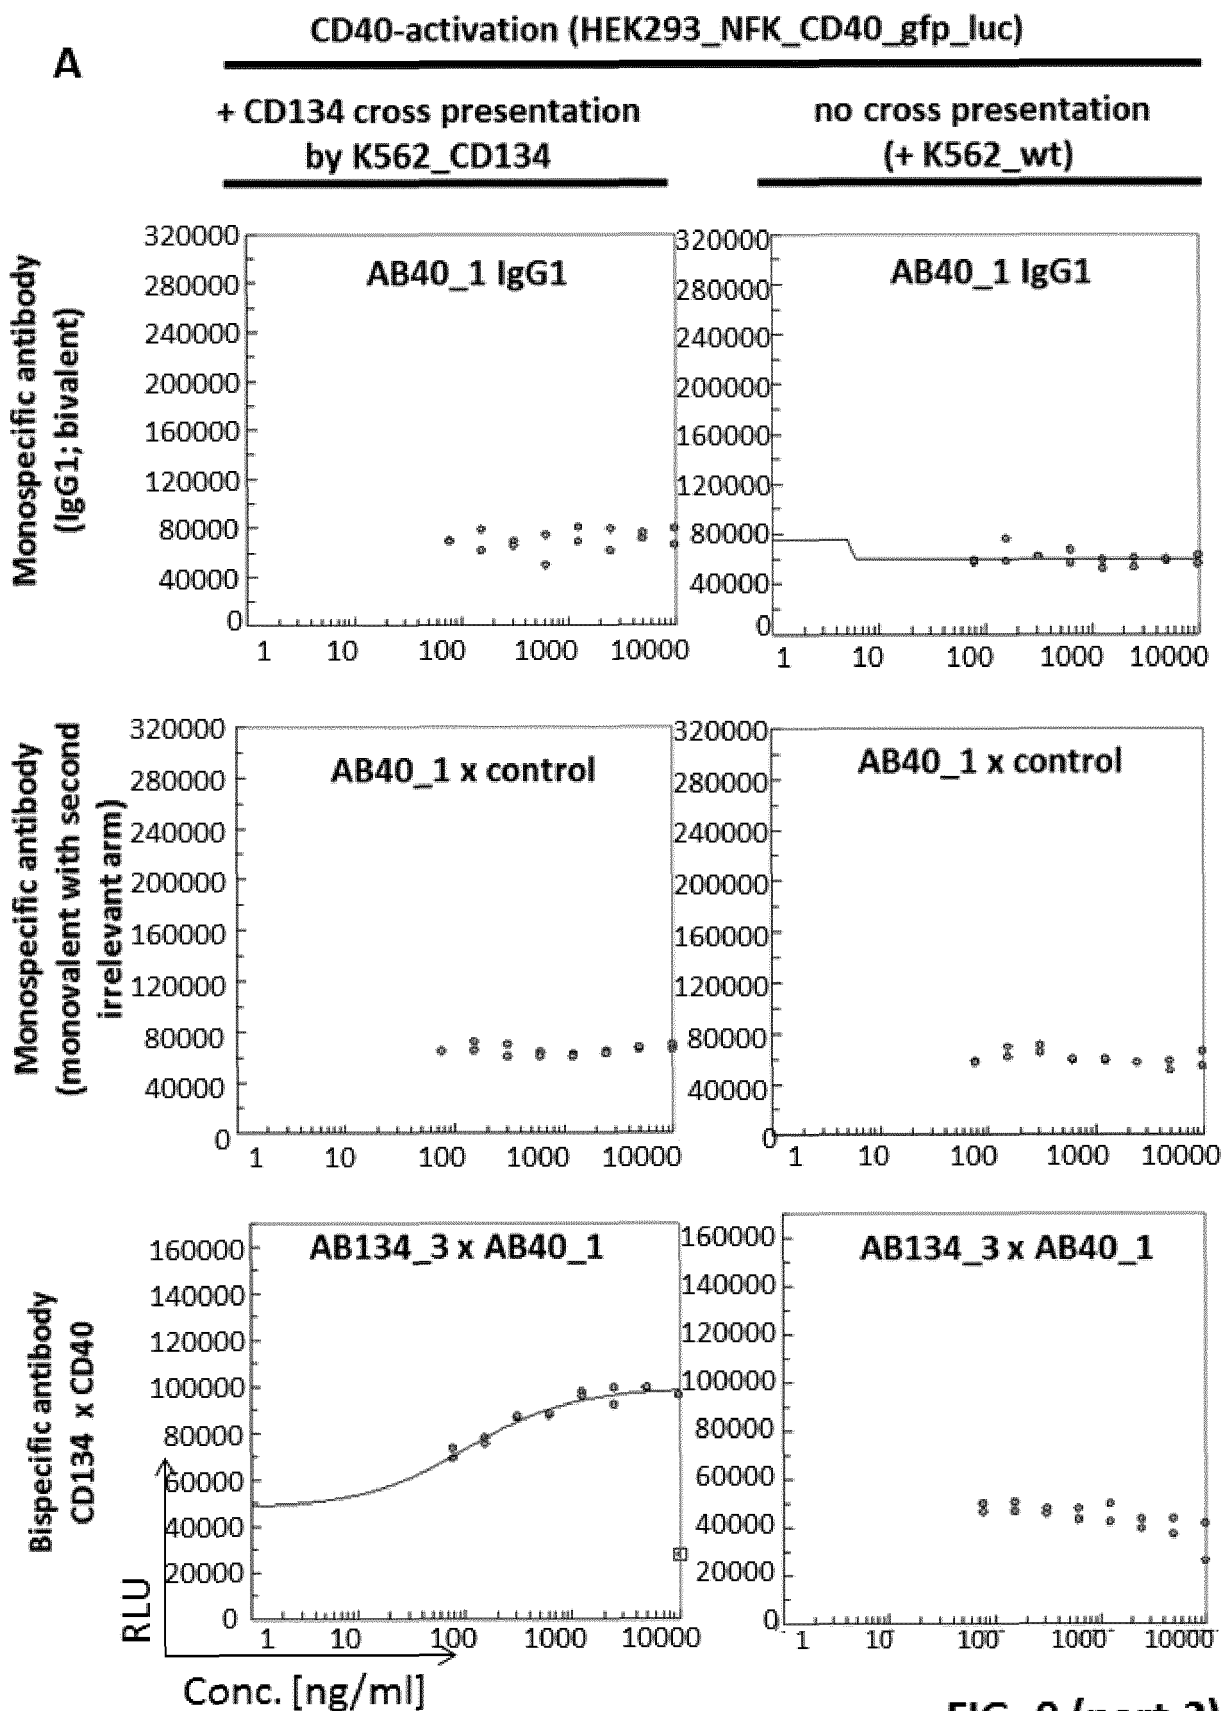 CD40-activation (HEK293_NFK_CD40_gfp_luc)
A
+ CD134 cross presentation
by K562_CD134
no cross presentation
(+ K562_wt)
Monospecific antibody
(IgG1; bivalent)
AB40_1 IgG1
320000
280000
240000
200000
160000
120000
80000
40000
0
1 10 100 1000 10000
AB40_1 IgG1
320000
280000
240000
200000
160000
120000
80000
40000
0
1 10 100 1000 10000
Monospecific antibody
(monovalent with second
irrelevant arm)
AB40_1 x control
320000
280000
240000
200000
160000
120000
80000
40000
0
1 10 100 1000 10000
AB40_1 x control
320000
280000
240000
200000
160000
120000
80000
40000
0
1 10 100 1000 10000
Bispecific antibody
CD134 x CD40
AB134_3 x AB40_1
160000
140000
120000
100000
80000
60000
40000
20000
0
1 10 100 1000 10000
AB134_3 x AB40_1
160000
140000
120000
100000
80000
60000
40000
20000
0
1 10 100 1000 10000
RLU
Conc. [ng/ml]